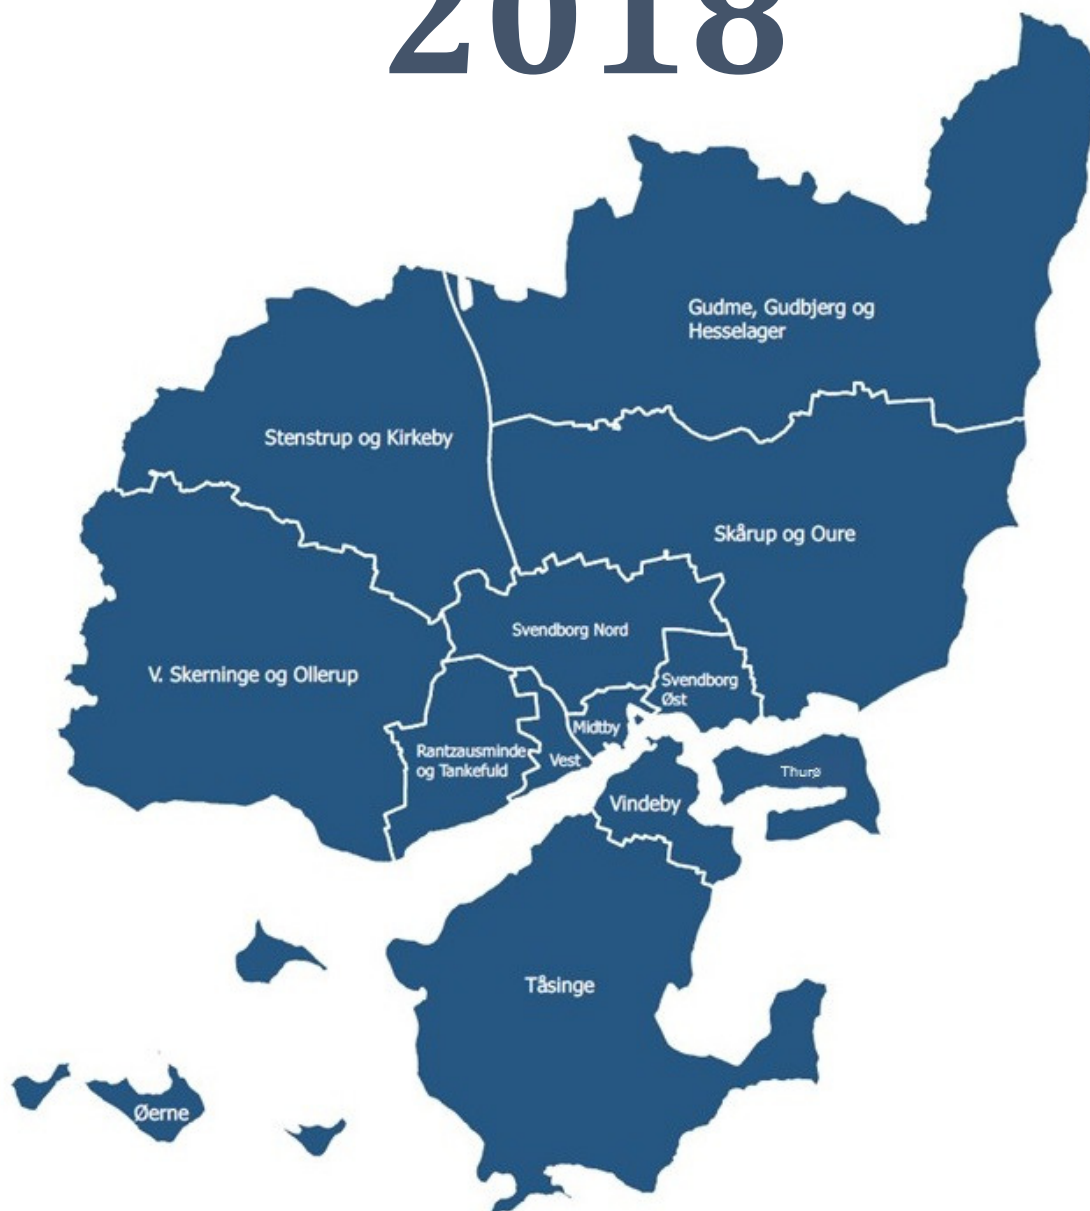 2018
Gudme, Gudbjerg og
Hesselager
Stenstrup og Kirkeby
Skårup og Oure
Svendborg Nord
V. Skerninge og Ollerup
Svendborg
Øst
Midtby
Rantzausminde
og Tankefuld
Vest
Thurø
Vindeby
Tåsinge
Øerne